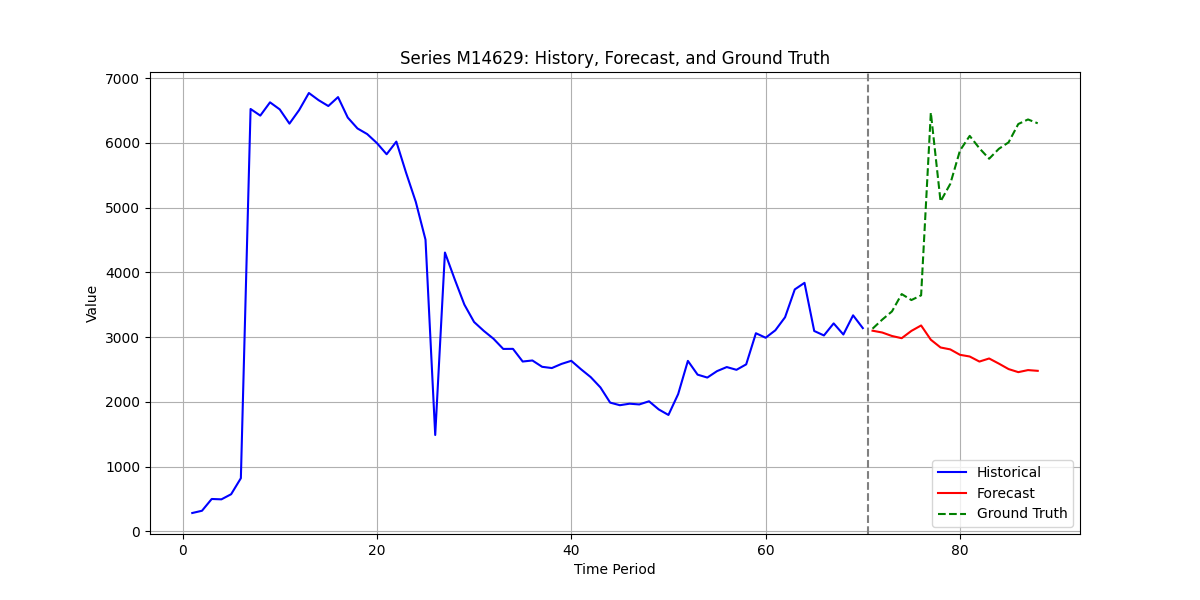 Series M14629: History, Forecast, and Ground Truth
7000
6000
5000
4000
3000
2000
1000
0
Value
0 20 40 60 80
Time Period
Historical
Forecast
Ground Truth